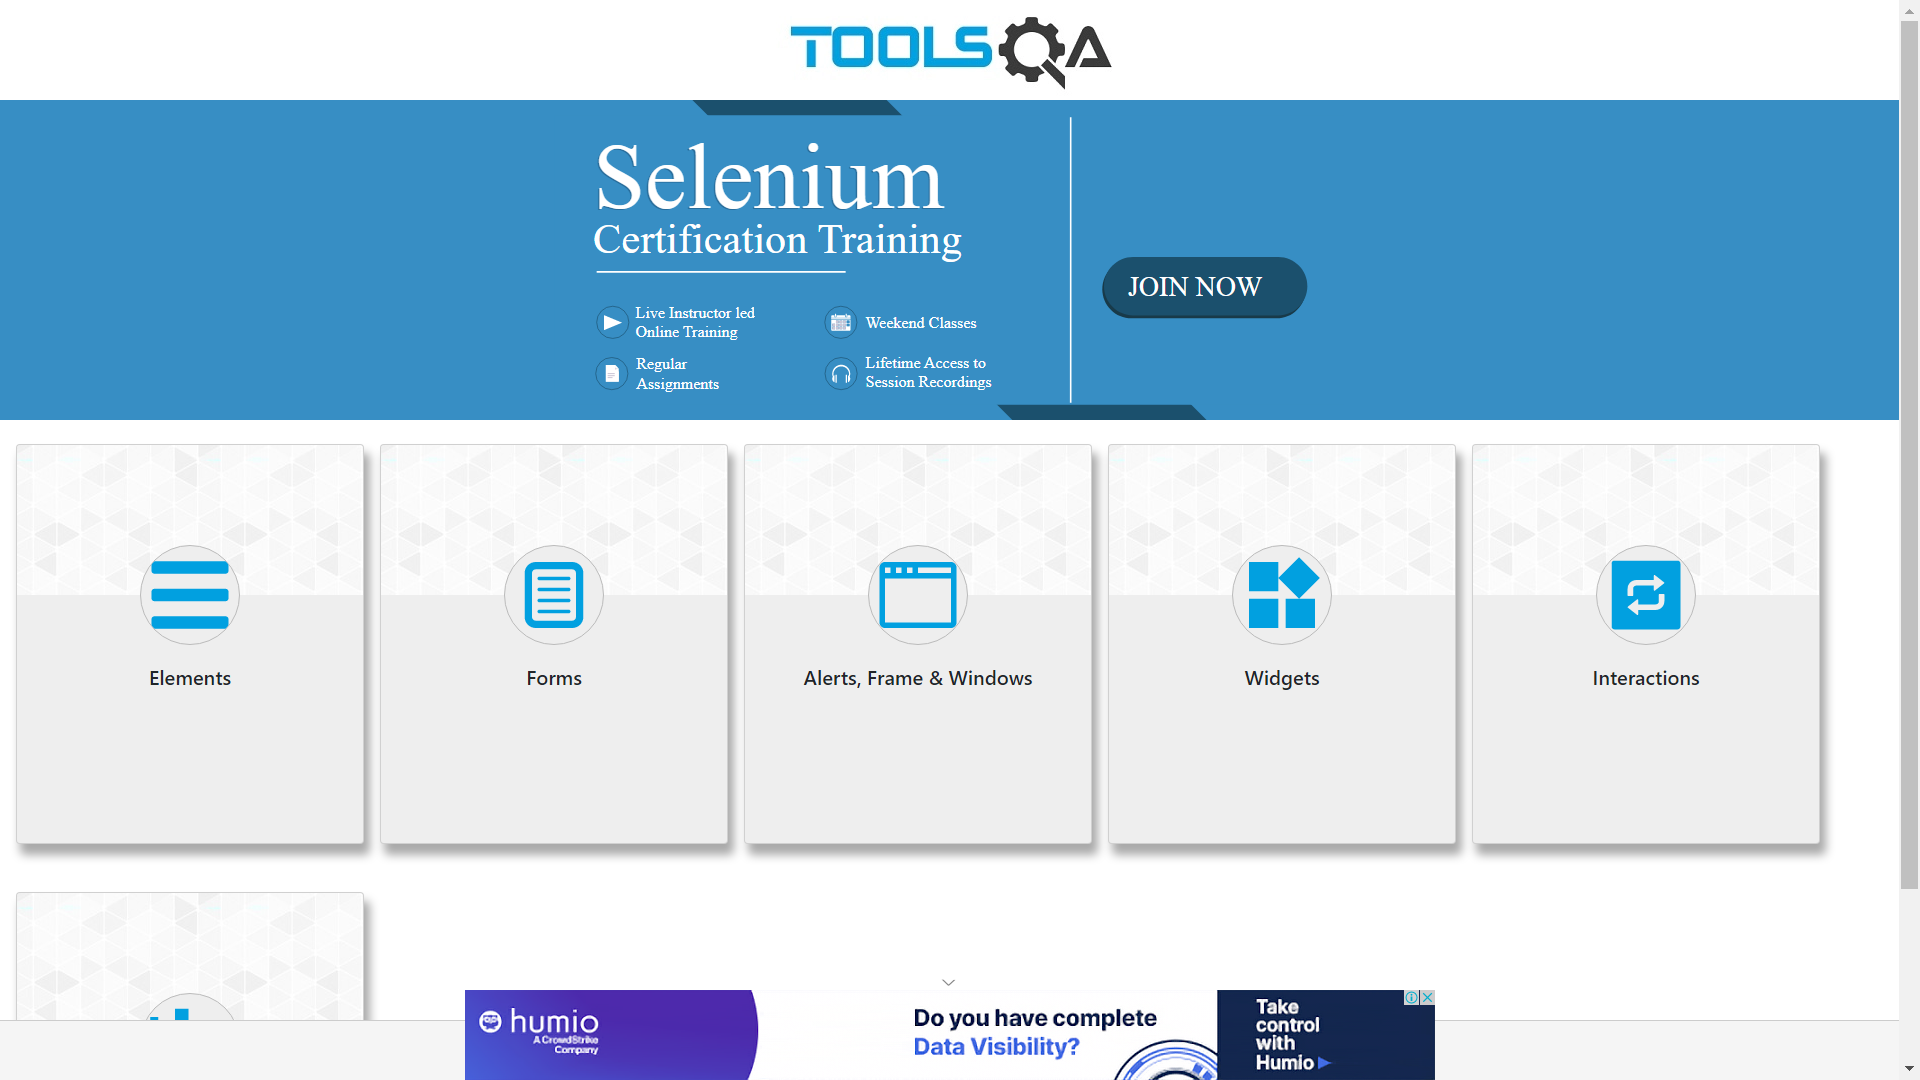 TOOLSQA
Selenium
Certification Training
JOIN NOW
Live Instructor led
Online Training
Weekend Classes
Regular
Assignments
Lifetime Access to
Session Recordings
Elements
Forms
Alerts, Frame & Windows
Widgets
Interactions
humio
A CrowdStrike
Company
Do you have complete
Data Visibility?
Take
control
with
Humio